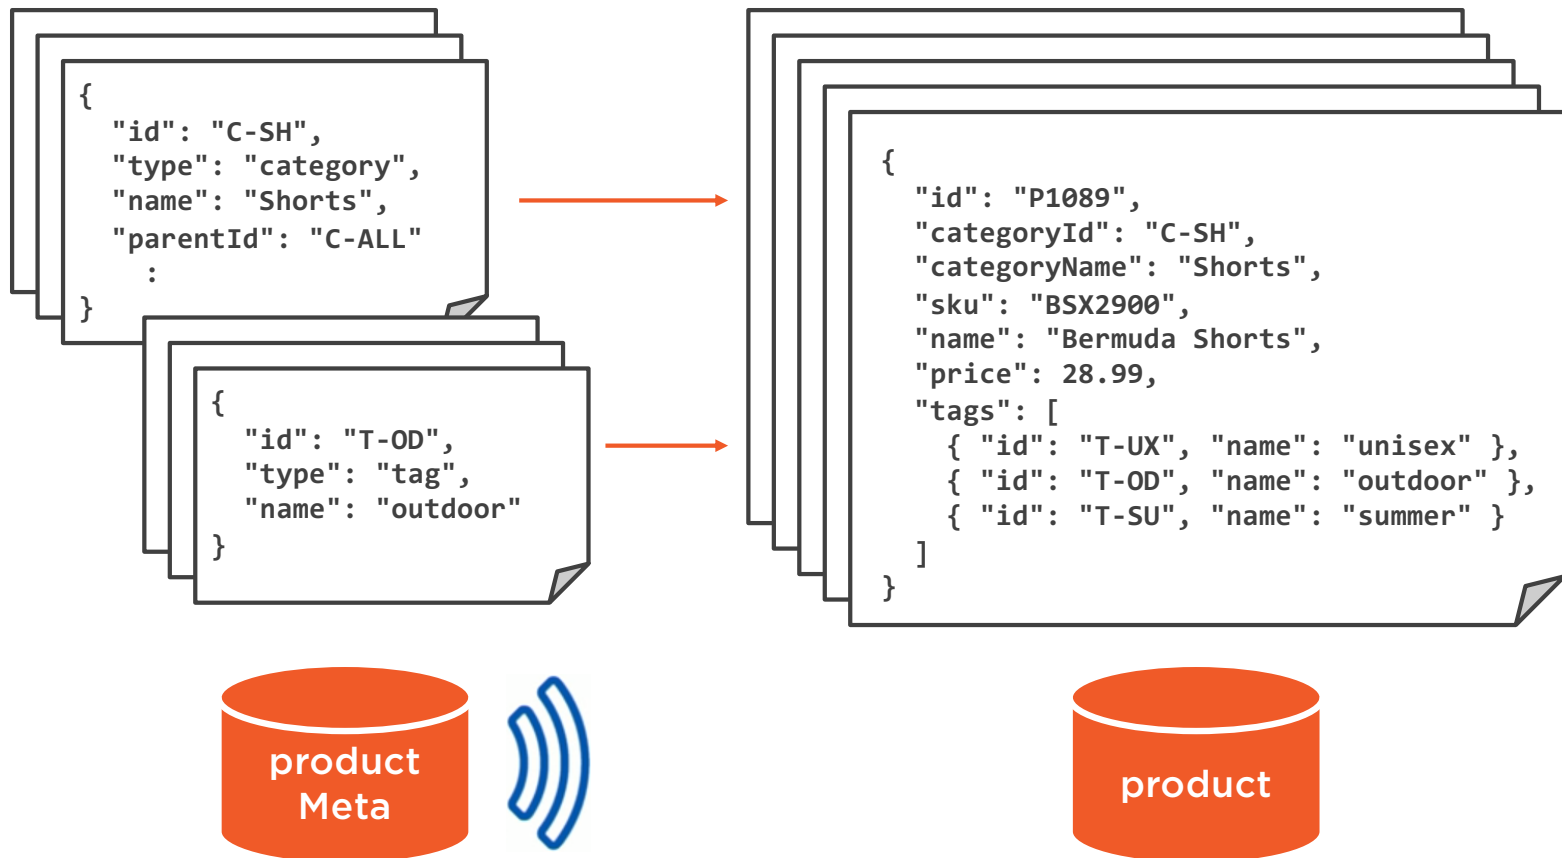 {
"id": "C-SH",
"type": "category",
"name": "Shorts",
"parentId": "C-ALL"
:
}
{
"id": "T-OD",
"type": "tag",
"name": "outdoor"
}
{
"id": "P1089",
"categoryId": "C-SH",
"categoryName": "Shorts",
"sku": "BSX2900",
"name": "Bermuda Shorts",
"price": 28.99,
"tags": [
{ "id": "T-UX", "name": "unisex" },
{ "id": "T-OD", "name": "outdoor" },
{ "id": "T-SU", "name": "summer" }
]
}
product
Meta
product